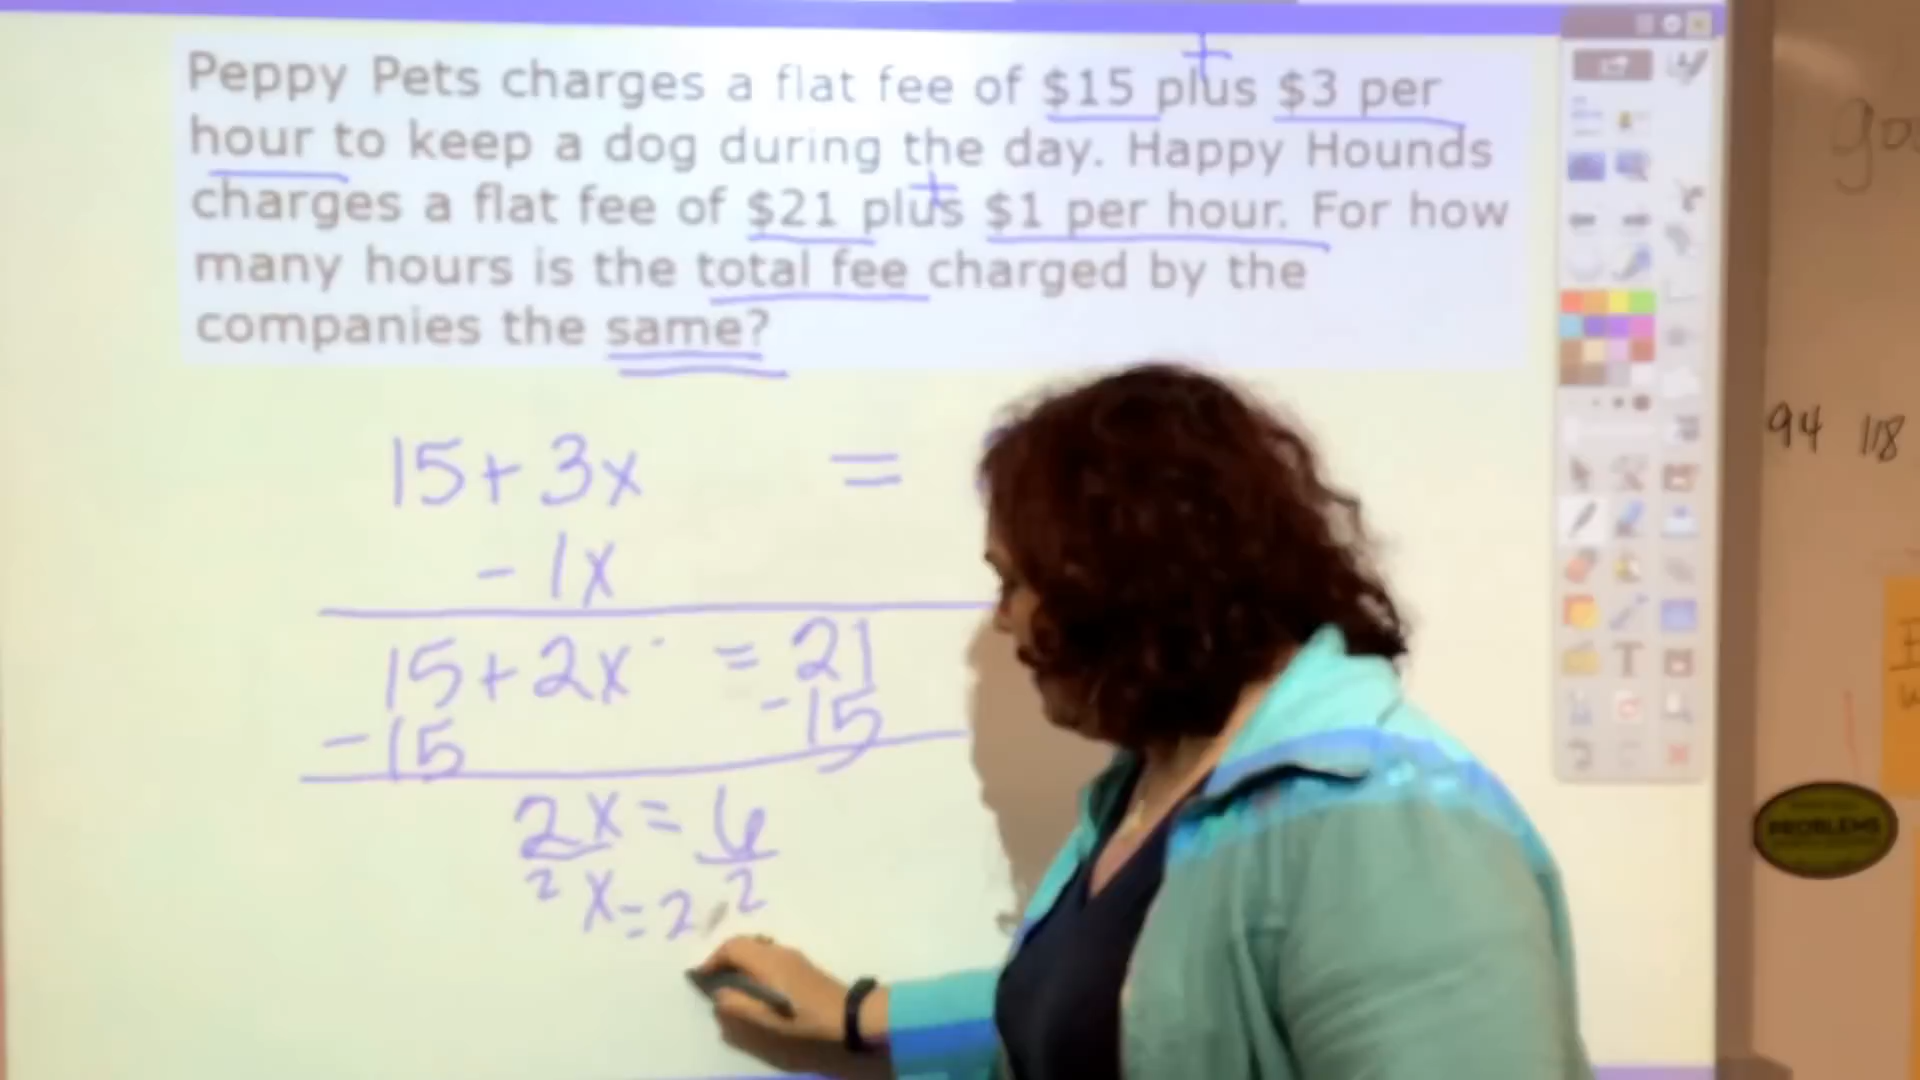 Peppy Pets charges a flat fee of $15 plus $3 per
hour to keep a dog during the day. Happy Hounds
charges a flat fee of $21 plus $1 per hour. For how
many hours is the total fee charged by the
companies the same?
+
+
15 + 3x =
- 1x
15 + 2x = 21
-15 -15
2x = 6
2 2
x = 2
94 118
PROBLEMS
T